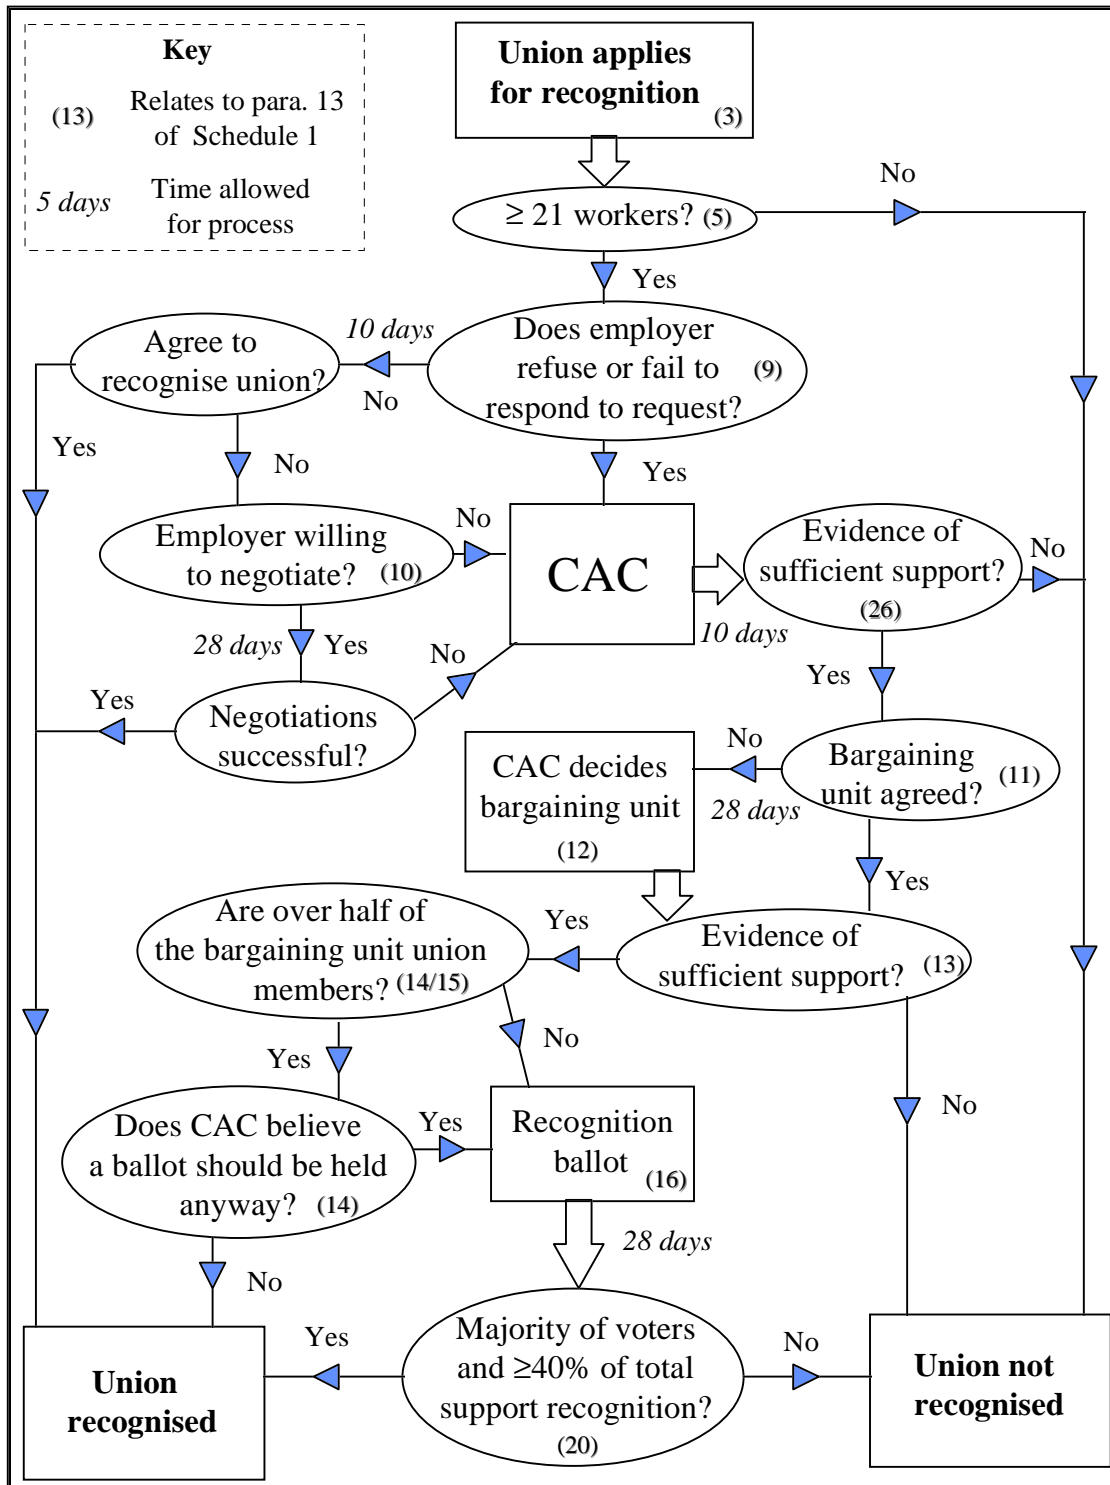 Key
(13) Relates to para. 13
of Schedule 1
5 days Time allowed
for process
Union applies
for recognition
(3)
No
≥ 21 workers? (5)
Yes
10 days
Does employer
refuse or fail to (9)
respond to request?
Agree to
recognise union?
No
Yes
No
Yes
Employer willing
to negotiate? (10)
No
CAC
Evidence of
sufficient support?
(26)
No
10 days
28 days Yes
No
Yes
Yes
Negotiations
successful?
CAC decides
bargaining unit
(12)
No
28 days
Bargaining
unit agreed? (11)
Yes
Are over half of
the bargaining unit union
members? (14/15)
Yes
Evidence of
sufficient support? (13)
Yes
No
No
Does CAC believe
a ballot should be held
anyway? (14)
Yes
Recognition
ballot
(16)
28 days
No
Union
recognised
Yes
Majority of voters
and ≥40% of total
support recognition?
(20)
No
Union not
recognised